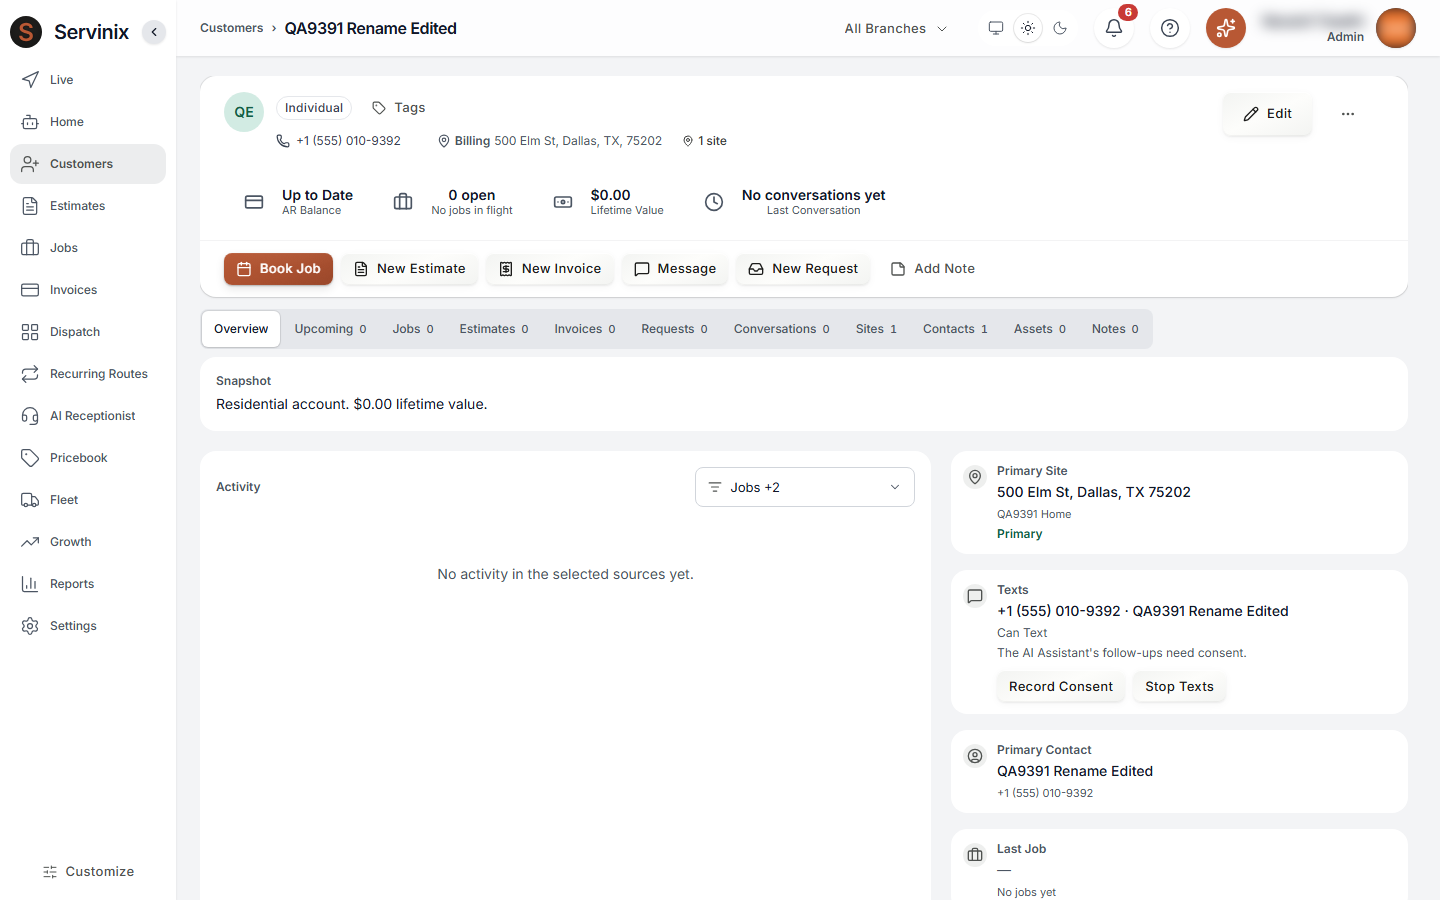 Servinix
Customers › QA9391 Rename Edited
All Branches
6
Admin
Live
Home
Customers
Estimates
Jobs
Invoices
Dispatch
Recurring Routes
AI Receptionist
Pricebook
Fleet
Growth
Reports
Settings
Customize
QE
Individual
Tags
+1 (555) 010-9392
Billing 500 Elm St, Dallas, TX, 75202
1 site
Edit
Up to Date
AR Balance
0 open
No jobs in flight
$0.00
Lifetime Value
No conversations yet
Last Conversation
Book Job
New Estimate
New Invoice
Message
New Request
Add Note
Overview
Upcoming 0
Jobs 0
Estimates 0
Invoices 0
Requests 0
Conversations 0
Sites 1
Contacts 1
Assets 0
Notes 0
Snapshot
Residential account. $0.00 lifetime value.
Activity
Jobs +2
No activity in the selected sources yet.
Primary Site
500 Elm St, Dallas, TX 75202
QA9391 Home
Primary
Texts
+1 (555) 010-9392 · QA9391 Rename Edited
Can Text
The AI Assistant's follow-ups need consent.
Record Consent
Stop Texts
Primary Contact
QA9391 Rename Edited
+1 (555) 010-9392
Last Job
—
No jobs yet